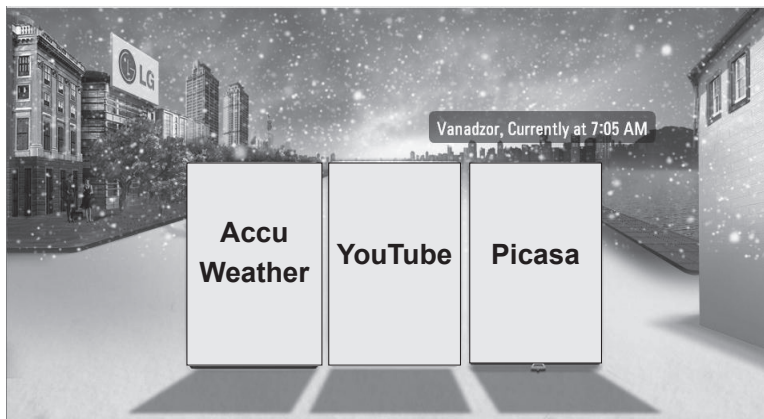 LG
Vanadzor, Currently at 7:05 AM
Accu
Weather
YouTube
Picasa